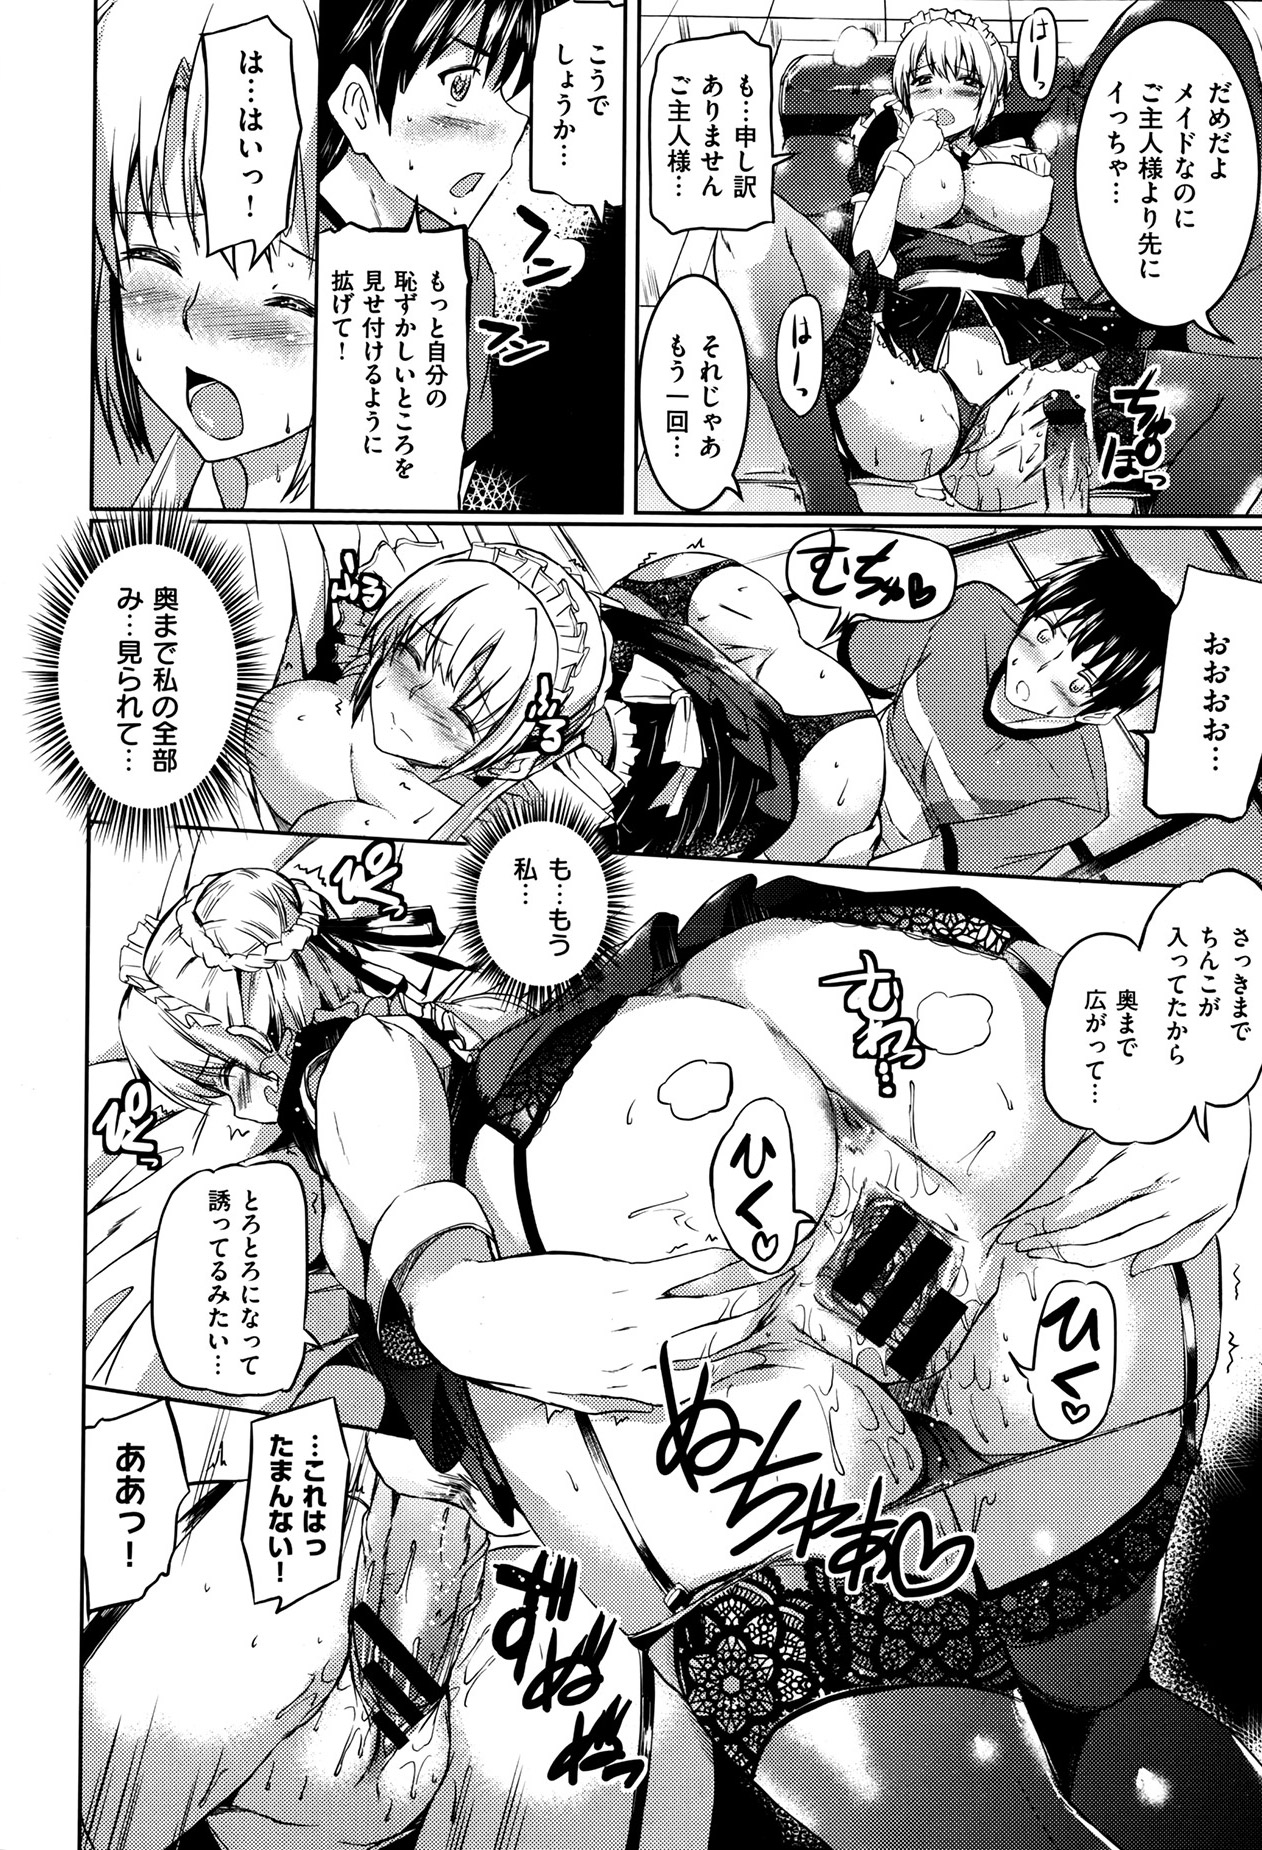 だめだよ
メイドなのに
ご主人様より先に
イっちゃ…
はーっ
も…申し訳
ありません
ご主人様…
はーっ
それじゃあ
もう一回…
ちゅぽっ
こうで
しょうか…
もっと自分の
恥ずかしいところを
見せ付けるように
拡げて！
は…はいっ！
おおおお…
むちゅ
ふる
ふる
奥まで私の全部
み…見られて…
さっきまで
ちんこが
入ってたから
奥まで
広がって…
も…もう
私…
むわっ…
ひく
ひく
ぴく
ぴくっ
とろとろになって
誘ってるみたい…
ぬちゃあ
…これはっ
たまんない！
ああっ！